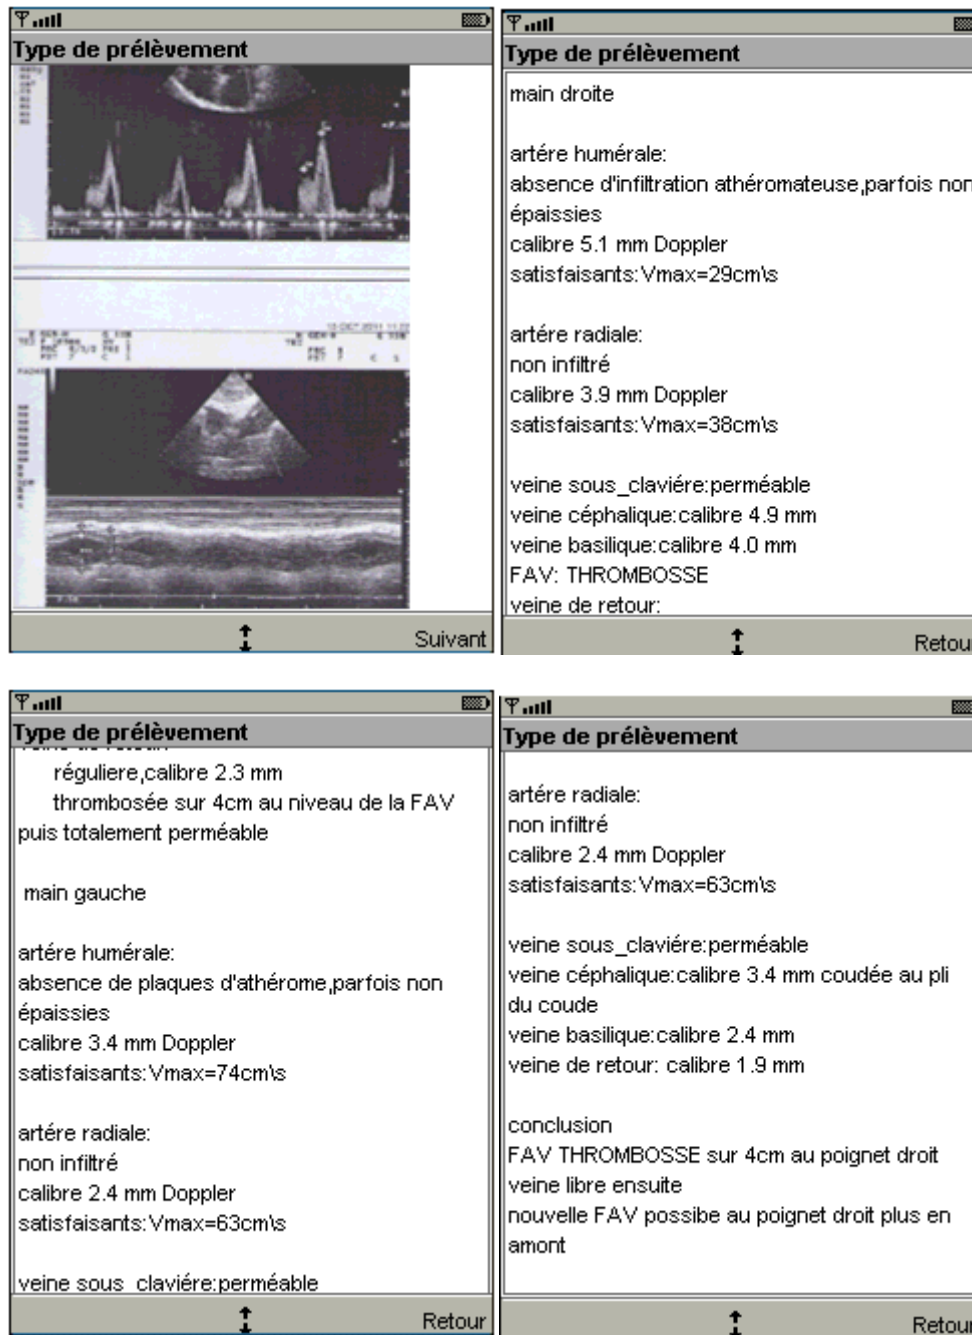 Type de prélèvement
Suivant
Type de prélèvement
main droite
artére humérale:
absence d'infiltration athéromateuse,parfois non
épaissies
calibre 5.1 mm Doppler
satisfaisants:Vmax=29cm\s
artére radiale:
non infiltré
calibre 3.9 mm Doppler
satisfaisants:Vmax=38cm\s
veine sous_claviére:perméable
veine céphalique:calibre 4.9 mm
veine basilique:calibre 4.0 mm
FAV: THROMBOSSE
veine de retour:
Retour
Type de prélèvement
réguliere,calibre 2.3 mm
thrombosée sur 4cm au niveau de la FAV
puis totalement perméable
main gauche
artére humérale:
absence de plaques d'athérome,parfois non
épaissies
calibre 3.4 mm Doppler
satisfaisants:Vmax=74cm\s
artére radiale:
non infiltré
calibre 2.4 mm Doppler
satisfaisants:Vmax=63cm\s
veine sous_claviére:perméable
Retour
Type de prélèvement
artére radiale:
non infiltré
calibre 2.4 mm Doppler
satisfaisants:Vmax=63cm\s
veine sous_claviére:perméable
veine céphalique:calibre 3.4 mm coudée au pli
du coude
veine basilique:calibre 2.4 mm
veine de retour: calibre 1.9 mm
conclusion
FAV THROMBOSSE sur 4cm au poignet droit
veine libre ensuite
nouvelle FAV possibe au poignet droit plus en
amont
Retour